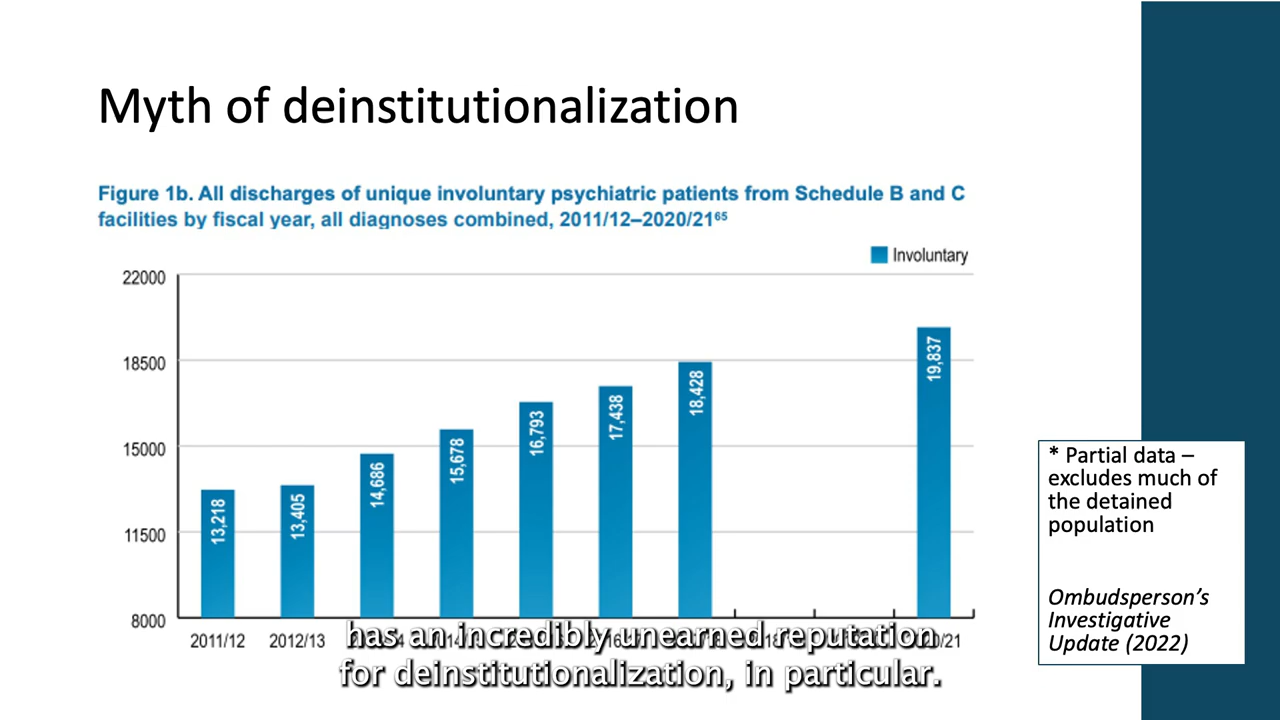 Myth of deinstitutionalization
Figure 1b. All discharges of unique involuntary psychiatric patients from Schedule B and C
facilities by fiscal year, all diagnoses combined, 2011/12–2020/21⁶⁵
Involuntary
22000
18500
15000
11500
8000
13,218
13,405
14,686
15,678
16,793
17,438
18,428
19,837
2011/12
2012/13
* Partial data –
excludes much of
the detained
population
Ombudsperson’s
Investigative
Update (2022)
has an incredibly unearned reputation
for deinstitutionalization, in particular.